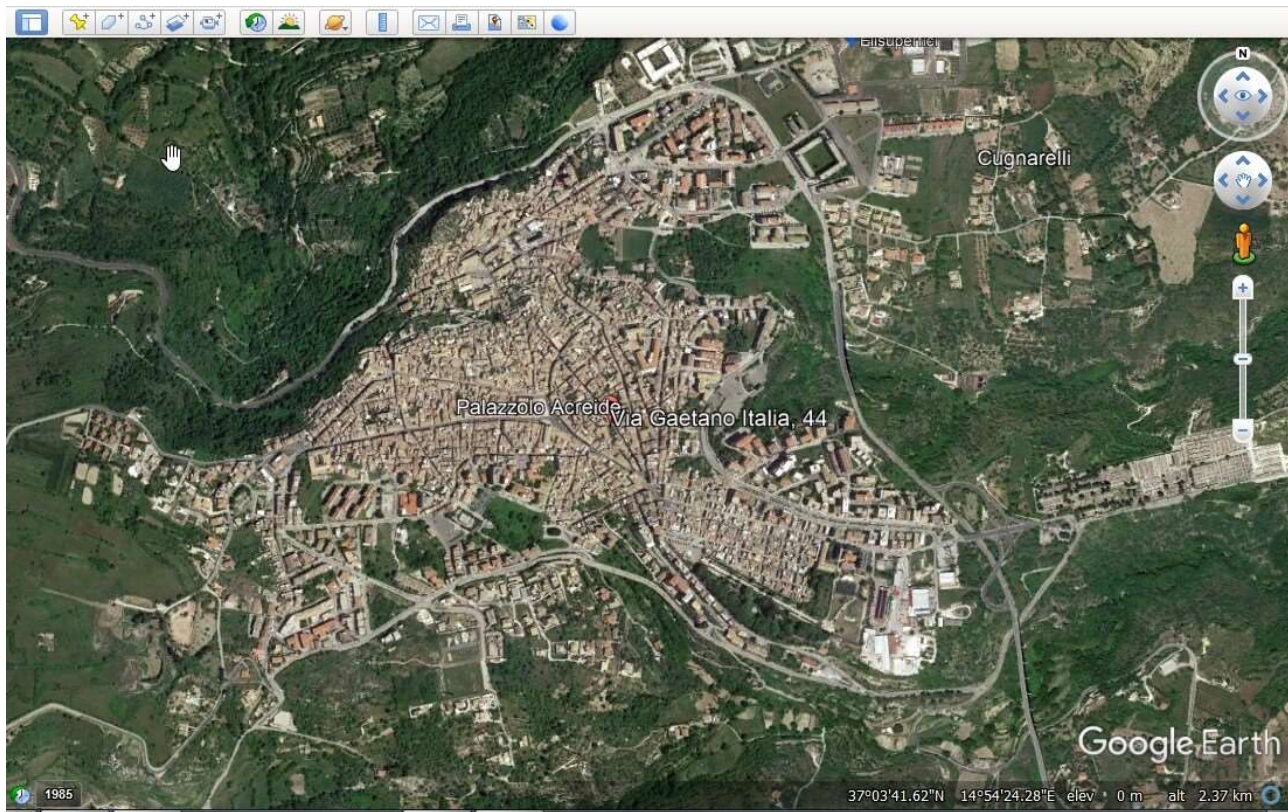 Elisuperfici
N
Cugnarelli
Palazzolo Acreide
Via Gaetano Italia, 44
Google Earth
1985
37°03'41.62"N 14°54'24.28"E elev 0 m alt 2.37 km